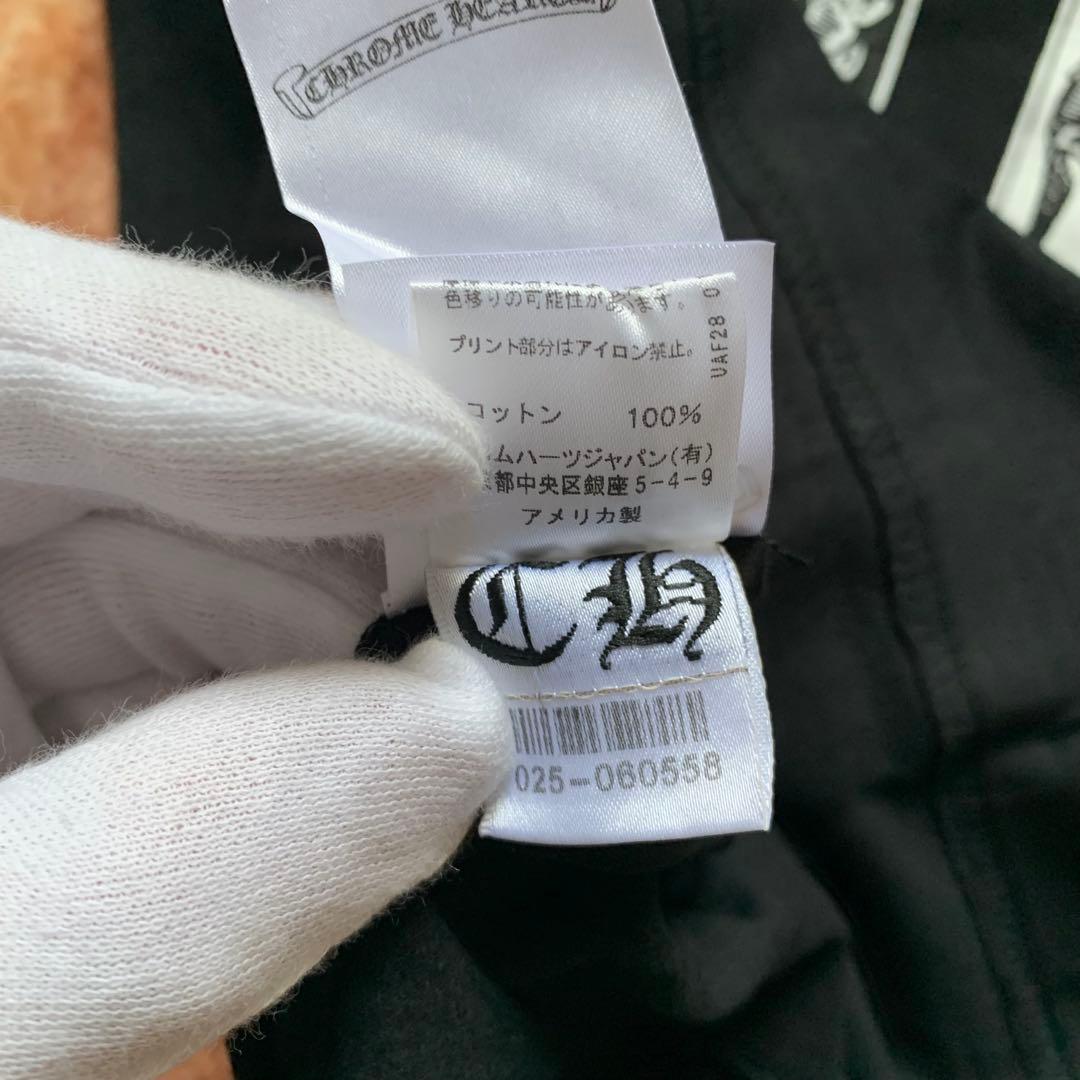 CHROME HEARTS
色移りの可能性があります。
プリント部分はアイロン禁止。
UAF28
コットン 100%
ムハーツジャパン(有)
都中央区銀座5-4-9
アメリカ製
CH
025-060558